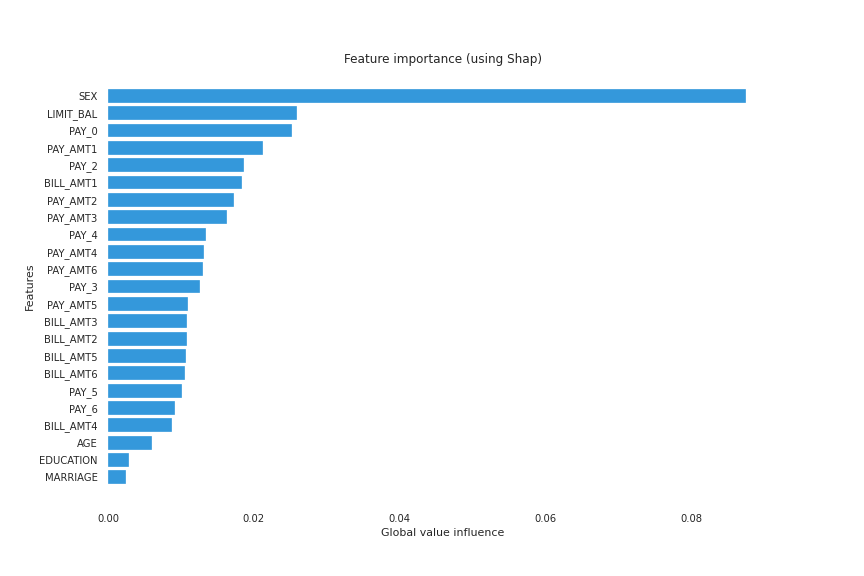 Feature importance (using Shap)
SEX
LIMIT_BAL
PAY_0
PAY_AMT1
PAY_2
BILL_AMT1
PAY_AMT2
PAY_AMT3
PAY_4
PAY_AMT4
PAY_AMT6
PAY_3
PAY_AMT5
BILL_AMT3
BILL_AMT2
BILL_AMT5
BILL_AMT6
PAY_5
PAY_6
BILL_AMT4
AGE
EDUCATION
MARRIAGE
Features
0.00 0.02 0.04 0.06 0.08
Global value influence